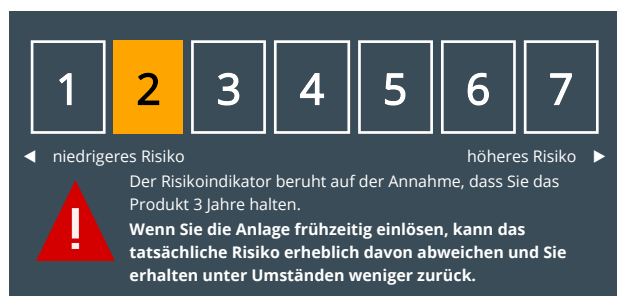 1 2 3 4 5 6 7
niedrigeres Risiko höheres Risiko
Der Risikoindikator beruht auf der Annahme, dass Sie das
Produkt 3 Jahre halten.
Wenn Sie die Anlage frühzeitig einlösen, kann das
tatsächliche Risiko erheblich davon abweichen und Sie
erhalten unter Umständen weniger zurück.